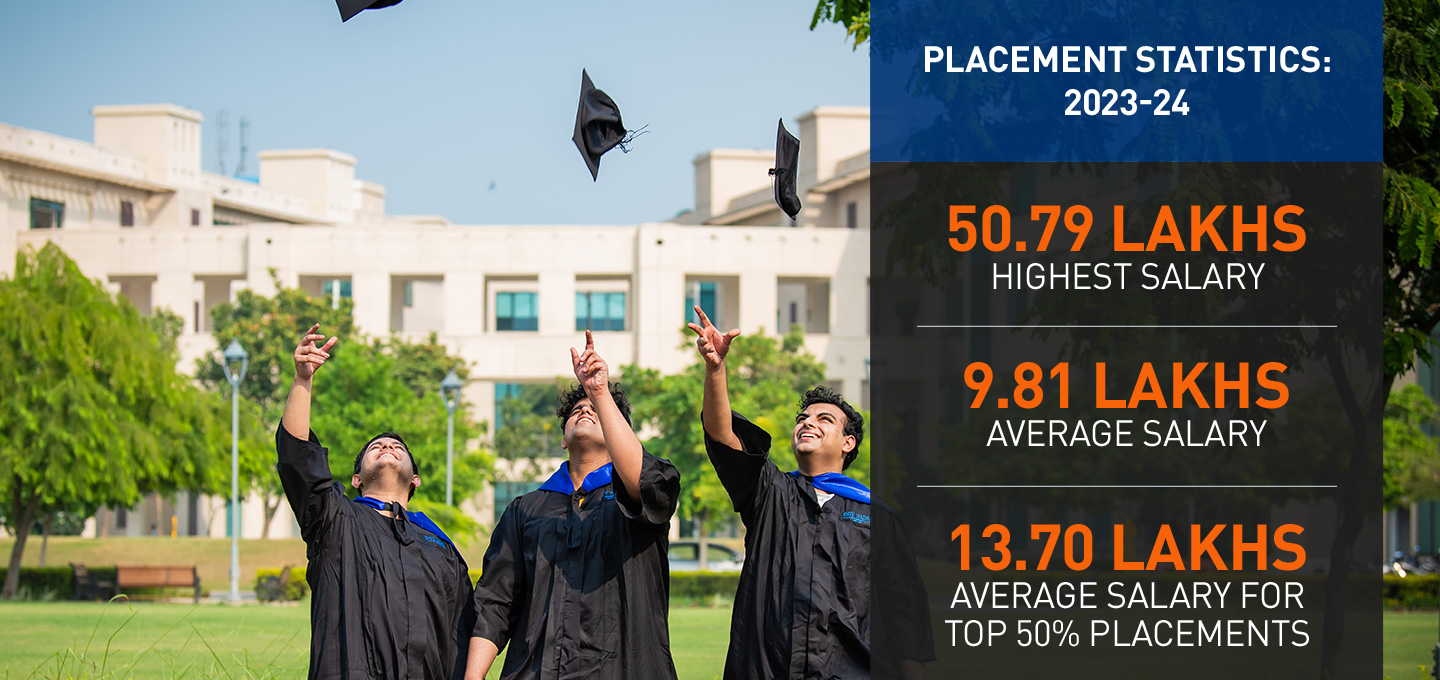 PLACEMENT STATISTICS:
2023-24
50.79 LAKHS
HIGHEST SALARY
9.81 LAKHS
AVERAGE SALARY
13.70 LAKHS
AVERAGE SALARY FOR
TOP 50% PLACEMENTS